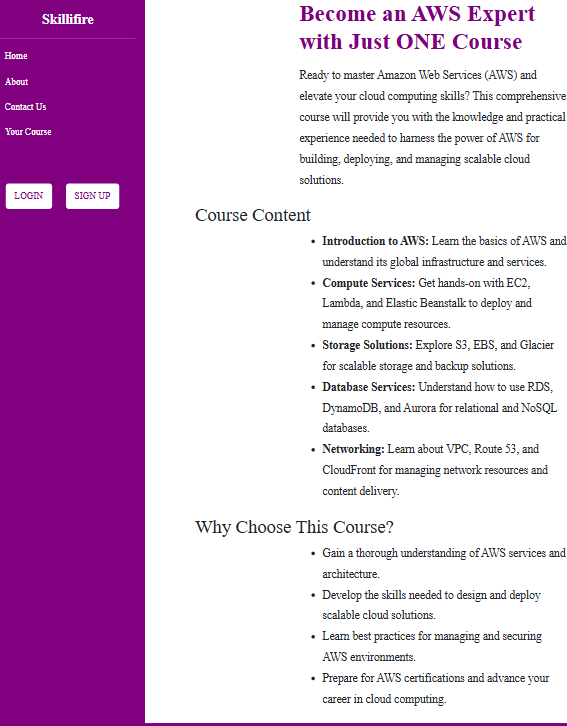 Skillifire
Home
About
Contact Us
Your Course
LOGIN SIGN UP
Become an AWS Expert
with Just ONE Course
Ready to master Amazon Web Services (AWS) and
elevate your cloud computing skills? This comprehensive
course will provide you with the knowledge and practical
experience needed to harness the power of AWS for
building, deploying, and managing scalable cloud
solutions.
Course Content
• Introduction to AWS: Learn the basics of AWS and
understand its global infrastructure and services.
• Compute Services: Get hands-on with EC2,
Lambda, and Elastic Beanstalk to deploy and
manage compute resources.
• Storage Solutions: Explore S3, EBS, and Glacier
for scalable storage and backup solutions.
• Database Services: Understand how to use RDS,
DynamoDB, and Aurora for relational and NoSQL
databases.
• Networking: Learn about VPC, Route 53, and
CloudFront for managing network resources and
content delivery.
Why Choose This Course?
• Gain a thorough understanding of AWS services and
architecture.
• Develop the skills needed to design and deploy
scalable cloud solutions.
• Learn best practices for managing and securing
AWS environments.
• Prepare for AWS certifications and advance your
career in cloud computing.